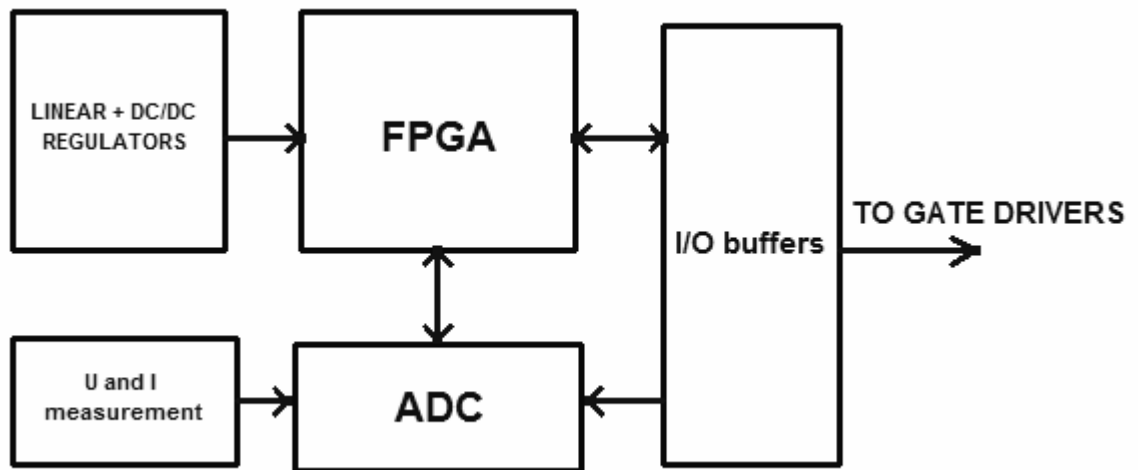 LINEAR + DC/DC
REGULATORS
FPGA
I/O buffers
TO GATE DRIVERS
U and I
measurement
ADC